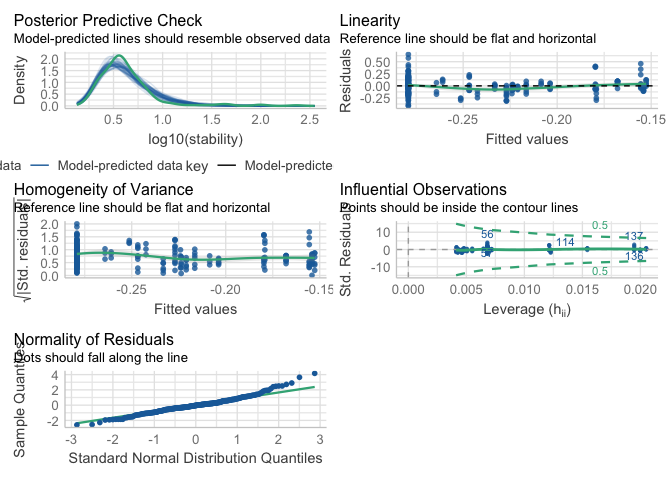 Posterior Predictive Check
Model-predicted lines should resemble observed data
Density
2.0
1.5
1.0
0.5
0.0
0.5
1.0
1.5
2.0
2.5
log10(stability)
data
Model-predicted data
key
Model-predicte
Linearity
Reference line should be flat and horizontal
Residuals
0.50
0.25
0.00
-0.25
-0.25
-0.20
-0.15
Fitted values
Homogeneity of Variance
Reference line should be flat and horizontal
√|Std. residuals|
2.0
1.5
1.0
0.5
0.0
-0.25
-0.20
-0.15
Fitted values
Influential Observations
Points should be inside the contour lines
Std. Residuals
10
0
-10
0.5
56
114
137
136
0.5
0.000
0.005
0.010
0.015
0.020
Leverage (hii)
Normality of Residuals
Dots should fall along the line
Sample Quantiles
4
2
0
-2
-3
-2
-1
0
1
2
3
Standard Normal Distribution Quantiles